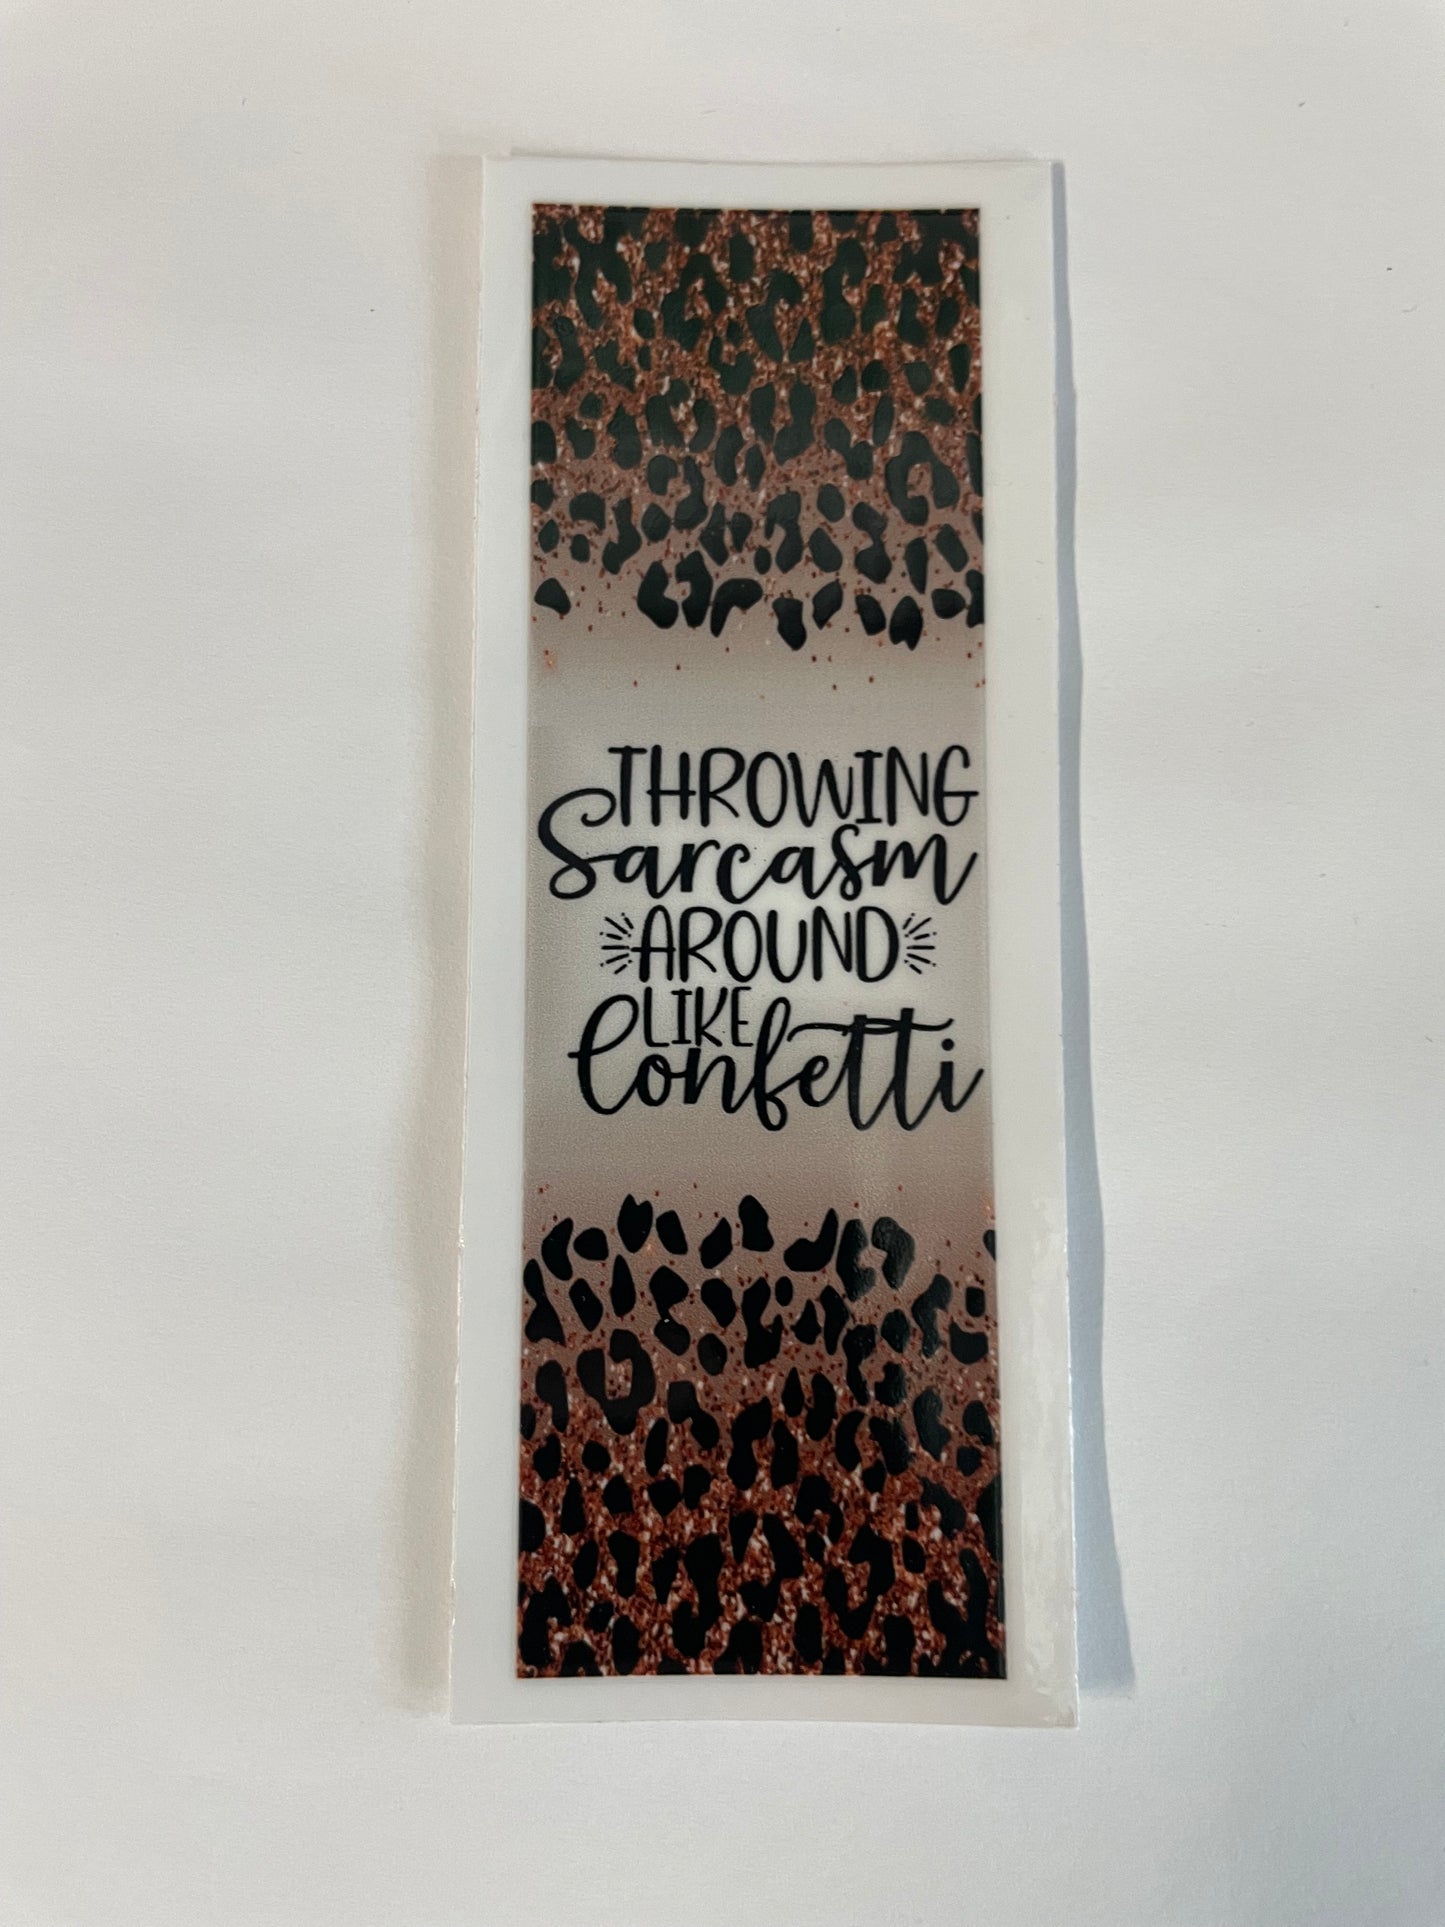 THROWING
Sarcasm
AROUND
LIKE
Confetti